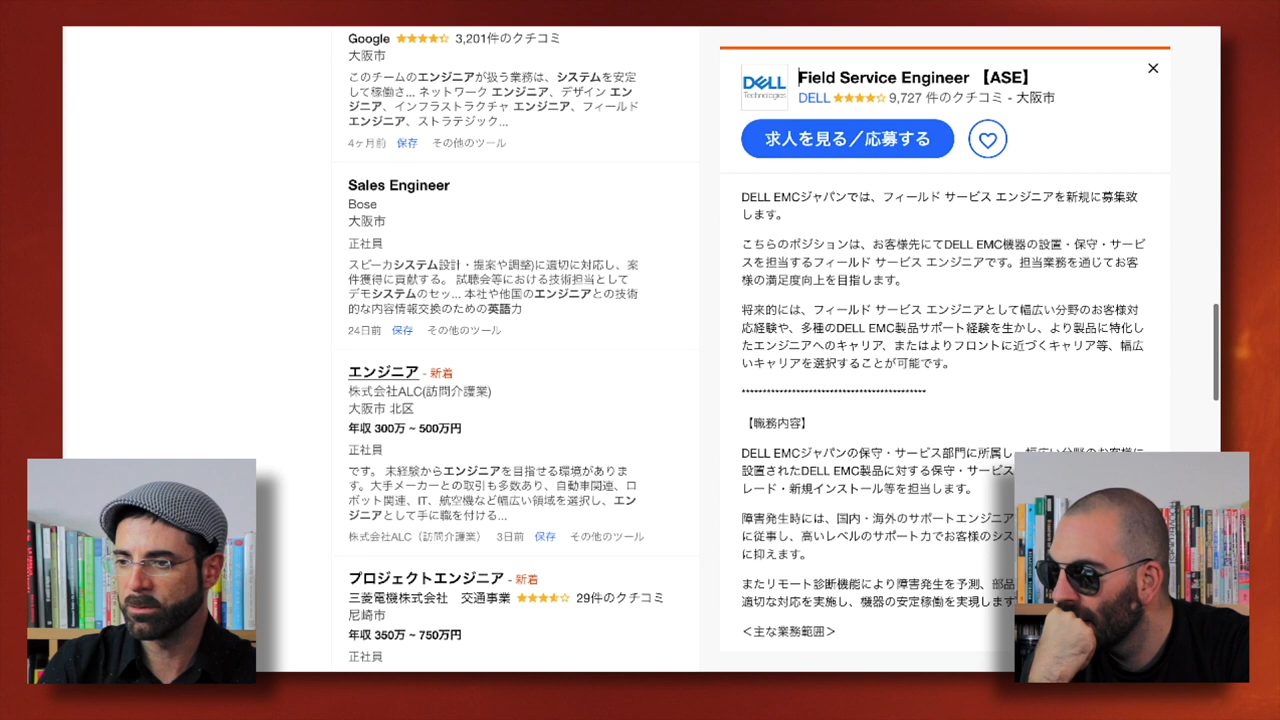 Google 3,201件のクチコミ
大阪市
このチームのエンジニアが扱う業務は、システムを安定
して稼働さ... ネットワーク エンジニア、デザイン エン
ジニア、インフラストラクチャ エンジニア、フィールド
エンジニア、ストラテジック...
4ヶ月前 保存 その他のツール
Sales Engineer
Bose
大阪市
正社員
スピーカシステム設計・提案や調整)に適切に対応し、案
件獲得に貢献する。 試聴会等における技術担当として
デモシステムのセッ... 本社や他国のエンジニアとの技術
的な内容情報交換のための英語力
24日前 保存 その他のツール
エンジニア - 新着
株式会社ALC(訪問介護業)
大阪市 北区
年収 300万 ~ 500万円
正社員
です。 未経験からエンジニアを目指せる環境がありま
す。大手メーカーとの取引も多数あり、自動車関連、ロ
ボット関連、IT、航空機など幅広い領域を選択し、エン
ジニアとして手に職を付ける...
株式会社ALC（訪問介護業） 3日前 保存 その他のツール
プロジェクトエンジニア - 新着
三菱電機株式会社 交通事業 29件のクチコミ
尼崎市
年収 350万 ~ 750万円
正社員
DELL
Technologies
Field Service Engineer 【ASE】
DELL 9,727 件のクチコミ - 大阪市
求人を見る／応募する
DELL EMCジャパンでは、フィールド サービス エンジニアを新規に募集致
します。
こちらのポジションは、お客様先にてDELL EMC機器の設置・保守・サービ
スを担当するフィールド サービス エンジニアです。担当業務を通じてお客
様の満足度向上を目指します。
将来的には、フィールド サービス エンジニアとして幅広い分野のお客様対
応経験や、多種のDELL EMC製品サポート経験を生かし、より製品に特化し
たエンジニアへのキャリア、またはよりフロントに近づくキャリア等、幅広
いキャリアを選択することが可能です。
********************************************
【職務内容】
DELL EMCジャパンの保守・サービス部門に所属し、幅広い分野のお客様に
設置されたDELL EMC製品に対する保守・サービス
レード・新規インストール等を担当します。
障害発生時には、国内・海外のサポートエンジニア
に従事し、高いレベルのサポート力でお客様のシス
に抑えます。
またリモート診断機能により障害発生を予測、部品
適切な対応を実施し、機器の安定稼働を実現します
＜主な業務範囲＞